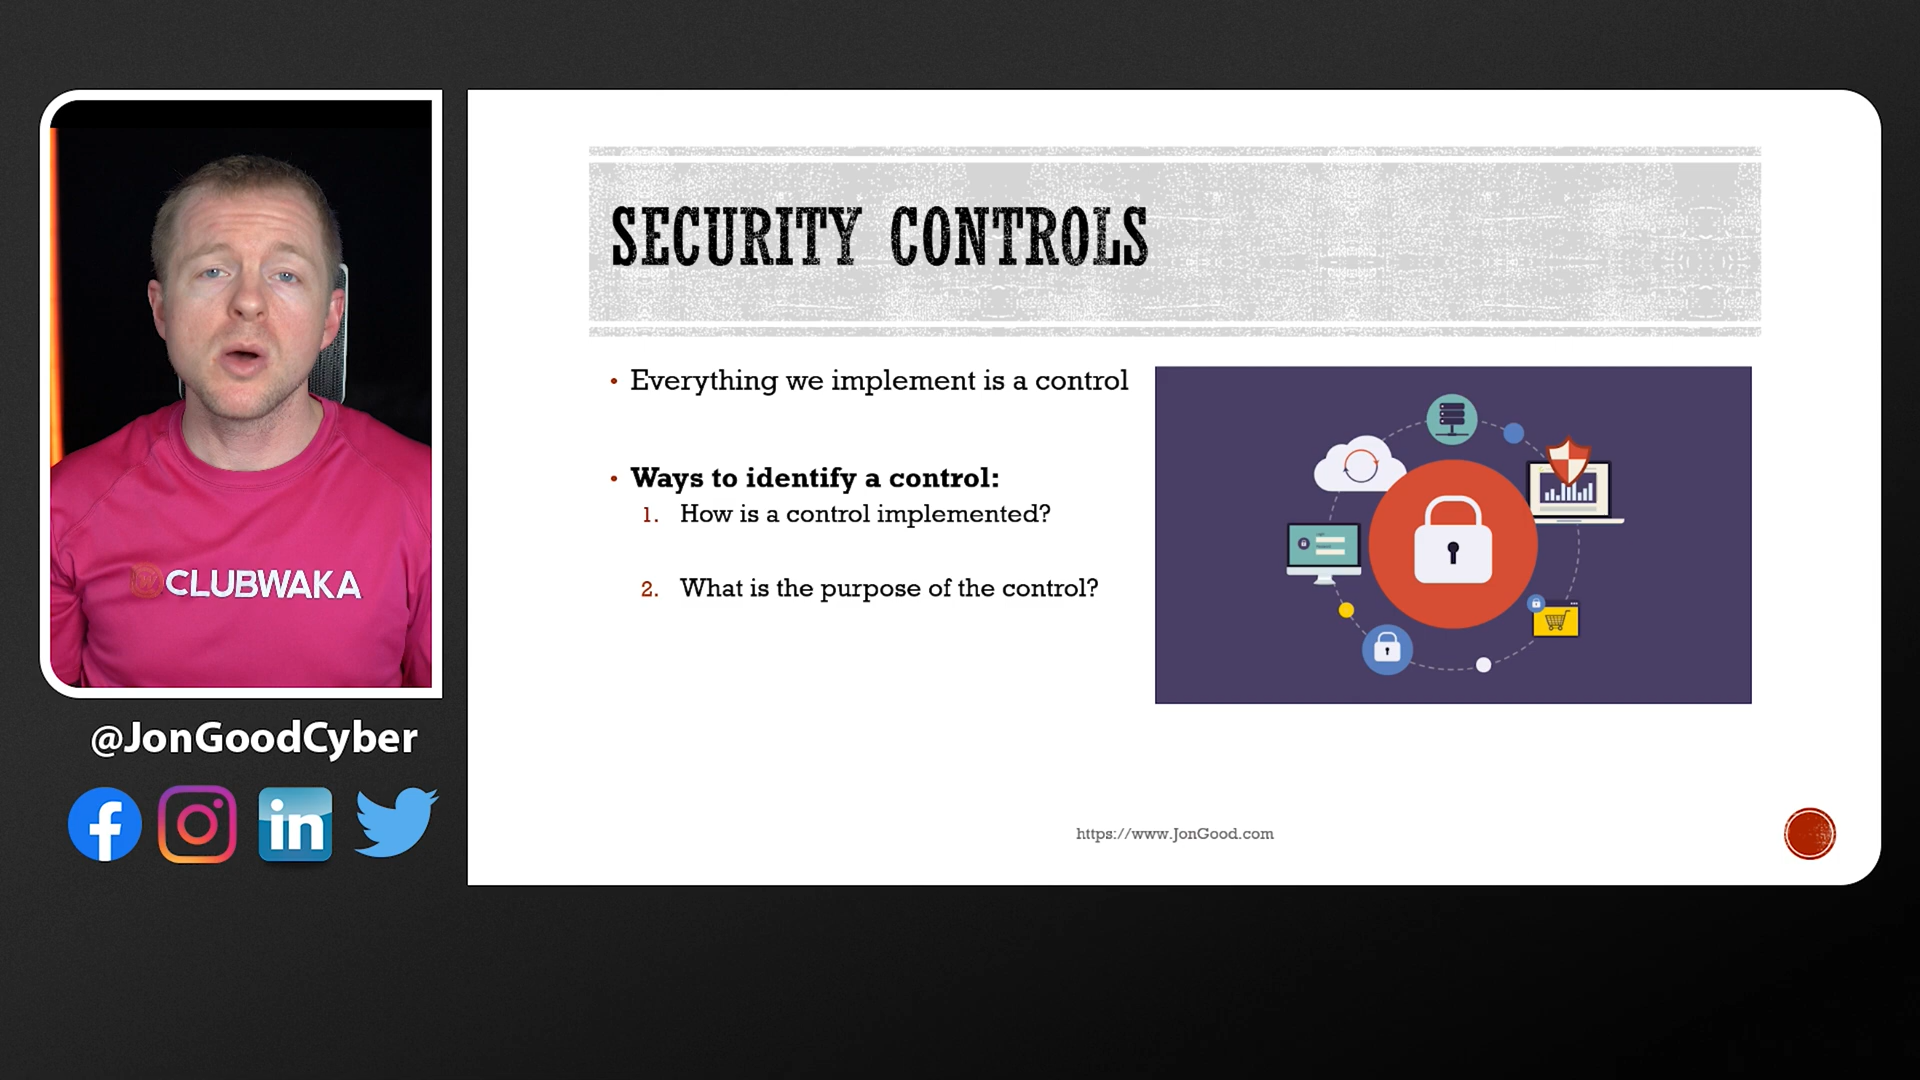 SECURITY CONTROLS
• Everything we implement is a control
• Ways to identify a control:
1. How is a control implemented?
2. What is the purpose of the control?
CLUBWAKA
@JonGoodCyber
f
in
https://www.JonGood.com